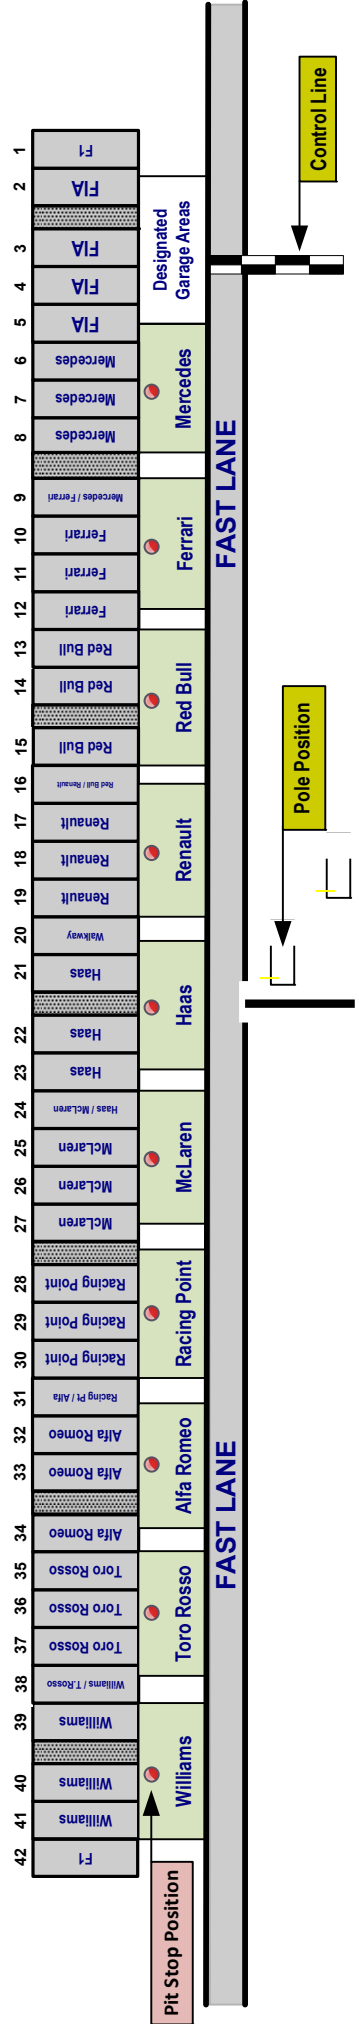 1 F1
2 FIA
3 FIA
4 FIA
5 FIA
6 Mercedes
7 Mercedes
8 Mercedes
9 Mercedes / Ferrari
10 Ferrari
11 Ferrari
12 Ferrari
13 Red Bull
14 Red Bull
15 Red Bull
16 Red Bull / Renault
17 Renault
18 Renault
19 Renault
20 Walkway
21 Haas
22 Haas
23 Haas
24 Haas / McLaren
25 McLaren
26 McLaren
27 McLaren
28 Racing Point
29 Racing Point
30 Racing Point
31 Racing Pt / Alfa
32 Alfa Romeo
33 Alfa Romeo
34 Alfa Romeo
35 Toro Rosso
36 Toro Rosso
37 Toro Rosso
38 Williams / T.Rosso
39 Williams
40 Williams
41 Williams
42 F1
Designated
Garage Areas
Mercedes
Ferrari
Red Bull
Renault
Haas
McLaren
Racing Point
Alfa Romeo
Toro Rosso
Williams
Pit Stop Position
FAST LANE
FAST LANE
Control Line
Pole Position